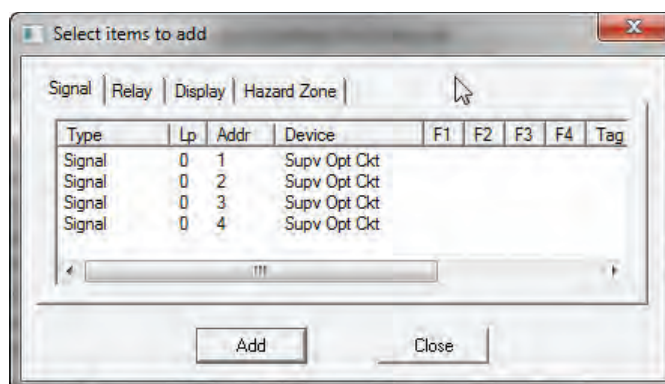 Select items to add
Signal Relay Display Hazard Zone
Type Lp Addr Device F1 F2 F3 F4 Tag
Signal 0 1 Supv Opt Ckt
Signal 0 2 Supv Opt Ckt
Signal 0 3 Supv Opt Ckt
Signal 0 4 Supv Opt Ckt
Add Close